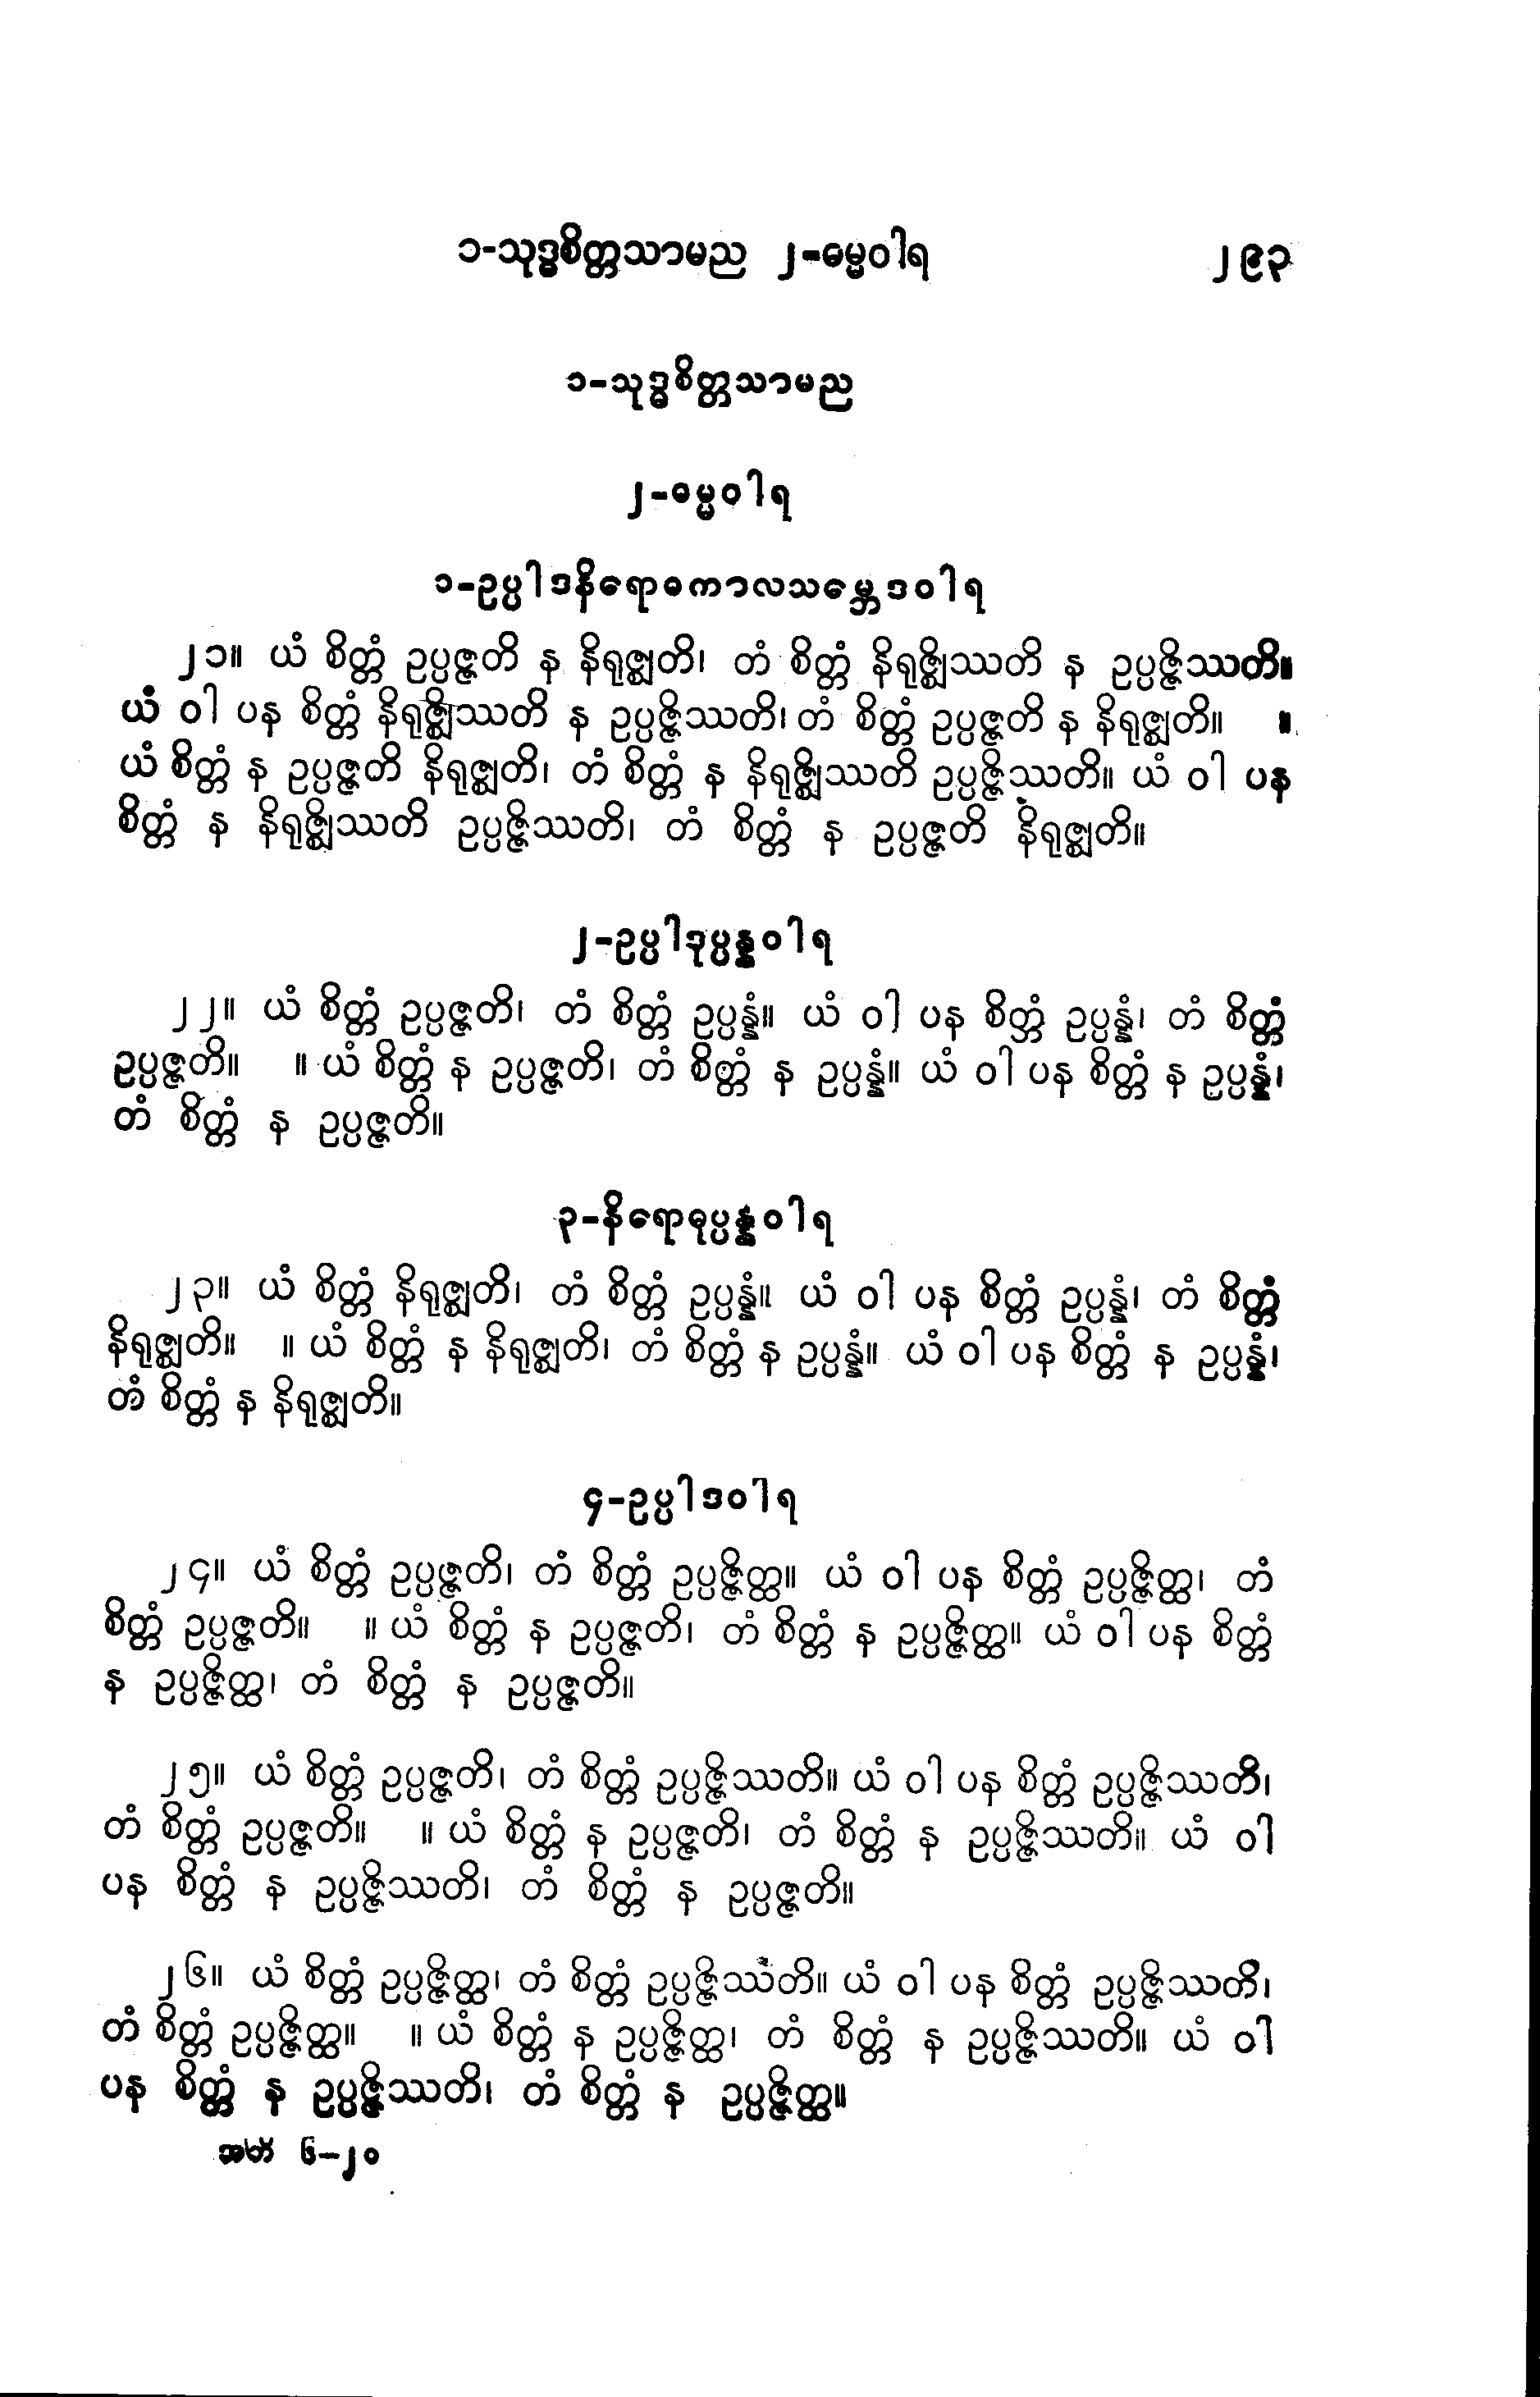 ၁-သုဒ္ဓစိတ္တသာမည ၂-ဓမ္မဝါရ ၂၉၃
၁-သုဒ္ဓစိတ္တသာမည
၂-ဓမ္မဝါရ
၁-ဥပ္ပါဒနိရောဓကာလသမ္ဘေဒဝါရ
၂၁။ ယံ စိတ္တံ ဥပ္ပဇ္ဇတိ န နိရုဇ္ဈတိ၊ တံ စိတ္တံ နိရုဇ္ဈိဿတိ န ဥပ္ပဇ္ဇိဿတိ။
ယံ ဝါ ပန စိတ္တံ နိရုဇ္ဈိဿတိ န ဥပ္ပဇ္ဇိဿတိ၊ တံ စိတ္တံ ဥပ္ပဇ္ဇတိ န နိရုဇ္ဈတိ။ ။
ယံ စိတ္တံ န ဥပ္ပဇ္ဇတိ နိရုဇ္ဈတိ၊ တံ စိတ္တံ န နိရုဇ္ဈိဿတိ ဥပ္ပဇ္ဇိဿတိ။ ယံ ဝါ ပန
စိတ္တံ န နိရုဇ္ဈိဿတိ ဥပ္ပဇ္ဇိဿတိ၊ တံ စိတ္တံ န ဥပ္ပဇ္ဇတိ နိရုဇ္ဈတိ။
၂-ဥပ္ပါဒုပ္ပန္နဝါရ
၂၂။ ယံ စိတ္တံ ဥပ္ပဇ္ဇတိ၊ တံ စိတ္တံ ဥပ္ပန္နံ။ ယံ ဝါ ပန စိတ္တံ ဥပ္ပန္နံ၊ တံ စိတ္တံ
ဥပ္ပဇ္ဇတိ။ ။ ယံ စိတ္တံ န ဥပ္ပဇ္ဇတိ၊ တံ စိတ္တံ န ဥပ္ပန္နံ။ ယံ ဝါ ပန စိတ္တံ န ဥပ္ပန္နံ၊
တံ စိတ္တံ န ဥပ္ပဇ္ဇတိ။
၃-နိရောဓုပ္ပန္နဝါရ
၂၃။ ယံ စိတ္တံ နိရုဇ္ဈတိ၊ တံ စိတ္တံ ဥပ္ပန္နံ။ ယံ ဝါ ပန စိတ္တံ ဥပ္ပန္နံ၊ တံ စိတ္တံ
နိရုဇ္ဈတိ။ ။ ယံ စိတ္တံ န နိရုဇ္ဈတိ၊ တံ စိတ္တံ န ဥပ္ပန္နံ။ ယံ ဝါ ပန စိတ္တံ န ဥပ္ပန္နံ၊
တံ စိတ္တံ န နိရုဇ္ဈတိ။
၄-ဥပ္ပါဒဝါရ
၂၄။ ယံ စိတ္တံ ဥပ္ပဇ္ဇတိ၊ တံ စိတ္တံ ဥပ္ပဇ္ဇိတ္ထ။ ယံ ဝါ ပန စိတ္တံ ဥပ္ပဇ္ဇိတ္ထ၊ တံ
စိတ္တံ ဥပ္ပဇ္ဇတိ။ ။ ယံ စိတ္တံ န ဥပ္ပဇ္ဇတိ၊ တံ စိတ္တံ န ဥပ္ပဇ္ဇိတ္ထ။ ယံ ဝါ ပန စိတ္တံ
န ဥပ္ပဇ္ဇိတ္ထ၊ တံ စိတ္တံ န ဥပ္ပဇ္ဇတိ။
၂၅။ ယံ စိတ္တံ ဥပ္ပဇ္ဇတိ၊ တံ စိတ္တံ ဥပ္ပဇ္ဇိဿတိ။ ယံ ဝါ ပန စိတ္တံ ဥပ္ပဇ္ဇိဿတိ၊
တံ စိတ္တံ ဥပ္ပဇ္ဇတိ။ ။ ယံ စိတ္တံ န ဥပ္ပဇ္ဇတိ၊ တံ စိတ္တံ န ဥပ္ပဇ္ဇိဿတိ။ ယံ ဝါ
ပန စိတ္တံ န ဥပ္ပဇ္ဇိဿတိ၊ တံ စိတ္တံ န ဥပ္ပဇ္ဇတိ။
၂၆။ ယံ စိတ္တံ ဥပ္ပဇ္ဇိတ္ထ၊ တံ စိတ္တံ ဥပ္ပဇ္ဇိဿတိ။ ယံ ဝါ ပန စိတ္တံ ဥပ္ပဇ္ဇိဿတိ၊
တံ စိတ္တံ ဥပ္ပဇ္ဇိတ္ထ။ ။ ယံ စိတ္တံ န ဥပ္ပဇ္ဇိတ္ထ၊ တံ စိတ္တံ န ဥပ္ပဇ္ဇိဿတိ။ ယံ ဝါ
ပန စိတ္တံ န ဥပ္ပဇ္ဇိဿတိ၊ တံ စိတ္တံ န ဥပ္ပဇ္ဇိတ္ထ။
အဘိ ၆-၂၀